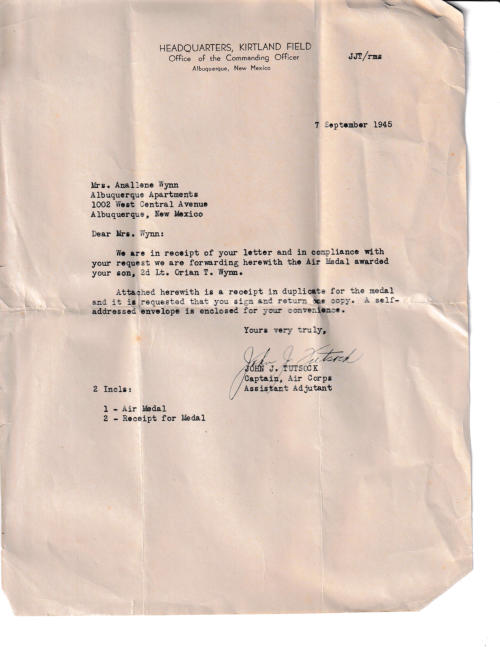 HEADQUARTERS, KIRTLAND FIELD
Office of the Commanding Officer
Albuquerque, New Mexico
JJT/rms
7 September 1945
Mrs. Anallene Wynn
Albuquerque Apartments
1002 West Central Avenue
Albuquerque, New Mexico
Dear Mrs. Wynn:
We are in receipt of your letter and in compliance with
your request we are forwarding herewith the Air Medal awarded
your son, 2d Lt. Orian T. Wynn.
Attached herewith is a receipt in duplicate for the medal
and it is requested that you sign and return one copy. A self-
addressed envelope is enclosed for your convenience.
Yours very truly,
John J. Tutsock
JOHN J. TUTSOCK
Captain, Air Corps
Assistant Adjutant
2 Incls:
1 - Air Medal
2 - Receipt for Medal